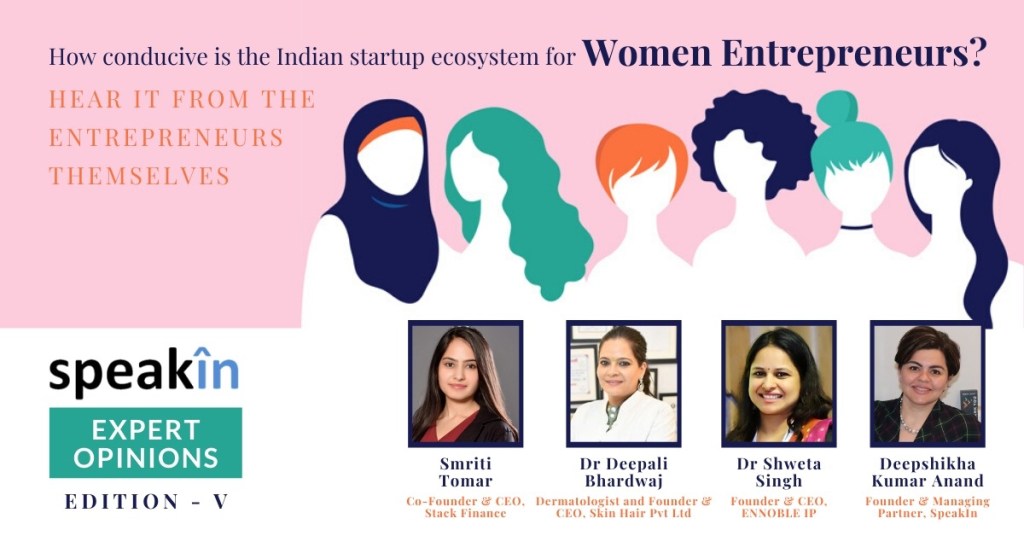 How conducive is the Indian startup ecosystem for Women Entrepreneurs?
HEAR IT FROM THE
ENTREPRENEURS
THEMSELVES
speakîn
EXPERT
OPINIONS
EDITION - V
Smriti
Tomar
Co-Founder & CEO,
Stack Finance
Dr Deepali
Bhardwaj
Dermatologist and Founder &
CEO, Skin Hair Pvt Ltd
Dr Shweta
Singh
Founder & CEO,
ENNOBLE IP
Deepshikha
Kumar Anand
Founder & Managing
Partner, SpeakIn